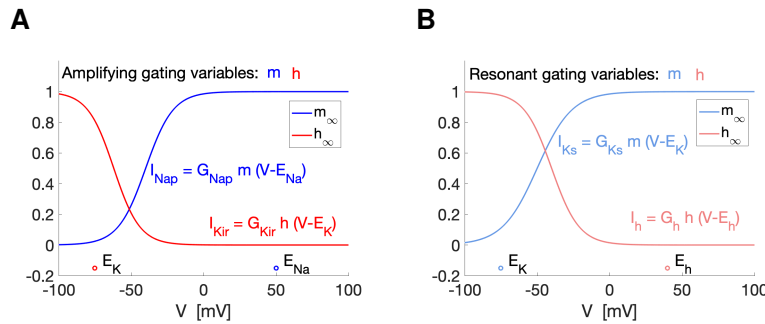 A
Amplifying gating variables: m h
1
0.8
0.6
0.4
0.2
0
-0.2
m∞
h∞
I_Nap = G_Nap m (V-E_Na)
I_Kir = G_Kir h (V-E_K)
E_K
E_Na
-100 -50 0 50 100
V [mV]
B
Resonant gating variables: m h
1
0.8
0.6
0.4
0.2
0
-0.2
m∞
h∞
I_Ks = G_Ks m (V-E_K)
I_h = G_h h (V-E_h)
E_K
E_h
-100 -50 0 50 100
V [mV]